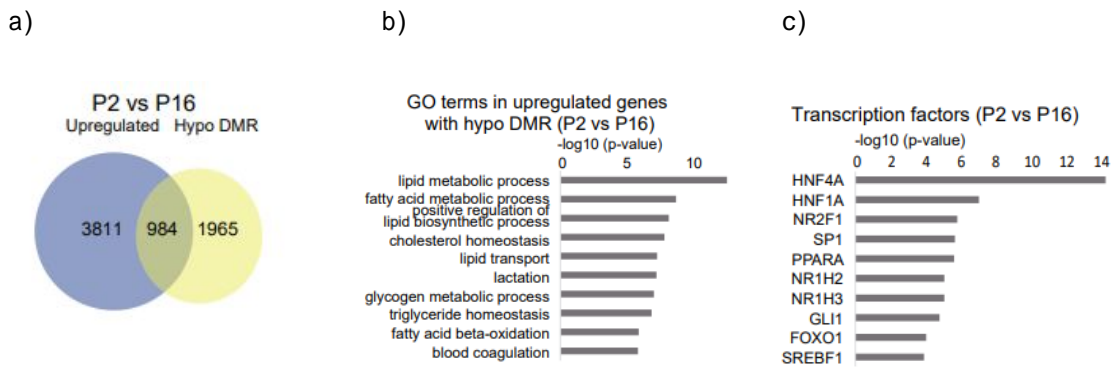 a)
b)
c)
P2 vs P16
Upregulated Hypo DMR
3811 984 1965
GO terms in upregulated genes
with hypo DMR (P2 vs P16)
-log10 (p-value)
0 5 10
lipid metabolic process
fatty acid metabolic process
positive regulation of
lipid biosynthetic process
cholesterol homeostasis
lipid transport
lactation
glycogen metabolic process
triglyceride homeostasis
fatty acid beta-oxidation
blood coagulation
Transcription factors (P2 vs P16)
-log10 (p-value)
0 2 4 6 8 10 12 14
HNF4A
HNF1A
NR2F1
SP1
PPARA
NR1H2
NR1H3
GLI1
FOXO1
SREBF1